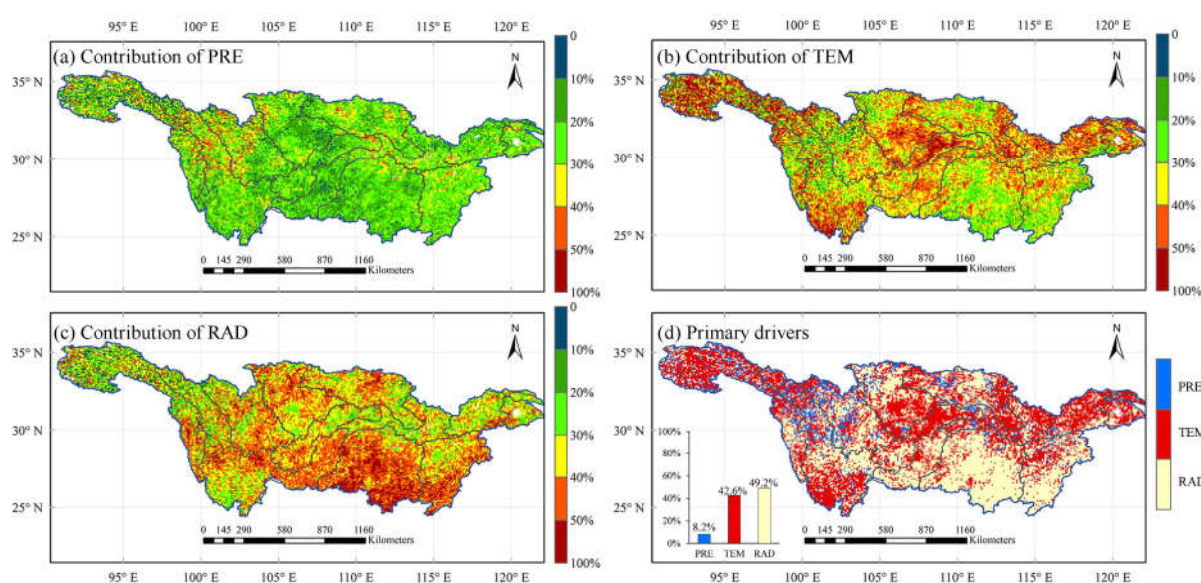 95° E 100° E 105° E 110° E 115° E 120° E
95° E 100° E 105° E 110° E 115° E 120° E
(a) Contribution of PRE
N
35° N
30° N
25° N
0 145 290 580 870 1160
Kilometers
0
10%
20%
30%
40%
50%
100%
(b) Contribution of TEM
N
35° N
30° N
25° N
0 145 290 580 870 1160
Kilometers
0
10%
20%
30%
40%
50%
100%
(c) Contribution of RAD
N
35° N
30° N
25° N
0 145 290 580 870 1160
Kilometers
0
10%
20%
30%
40%
50%
100%
(d) Primary drivers
N
35° N
30° N
25° N
100%
80%
60%
40%
20%
0%
8.2%
42.6%
49.2%
PRE TEM RAD
0 145 290 580 870 1160
Kilometers
PRE
TEM
RAD
95° E 100° E 105° E 110° E 115° E 120° E
95° E 100° E 105° E 110° E 115° E 120° E